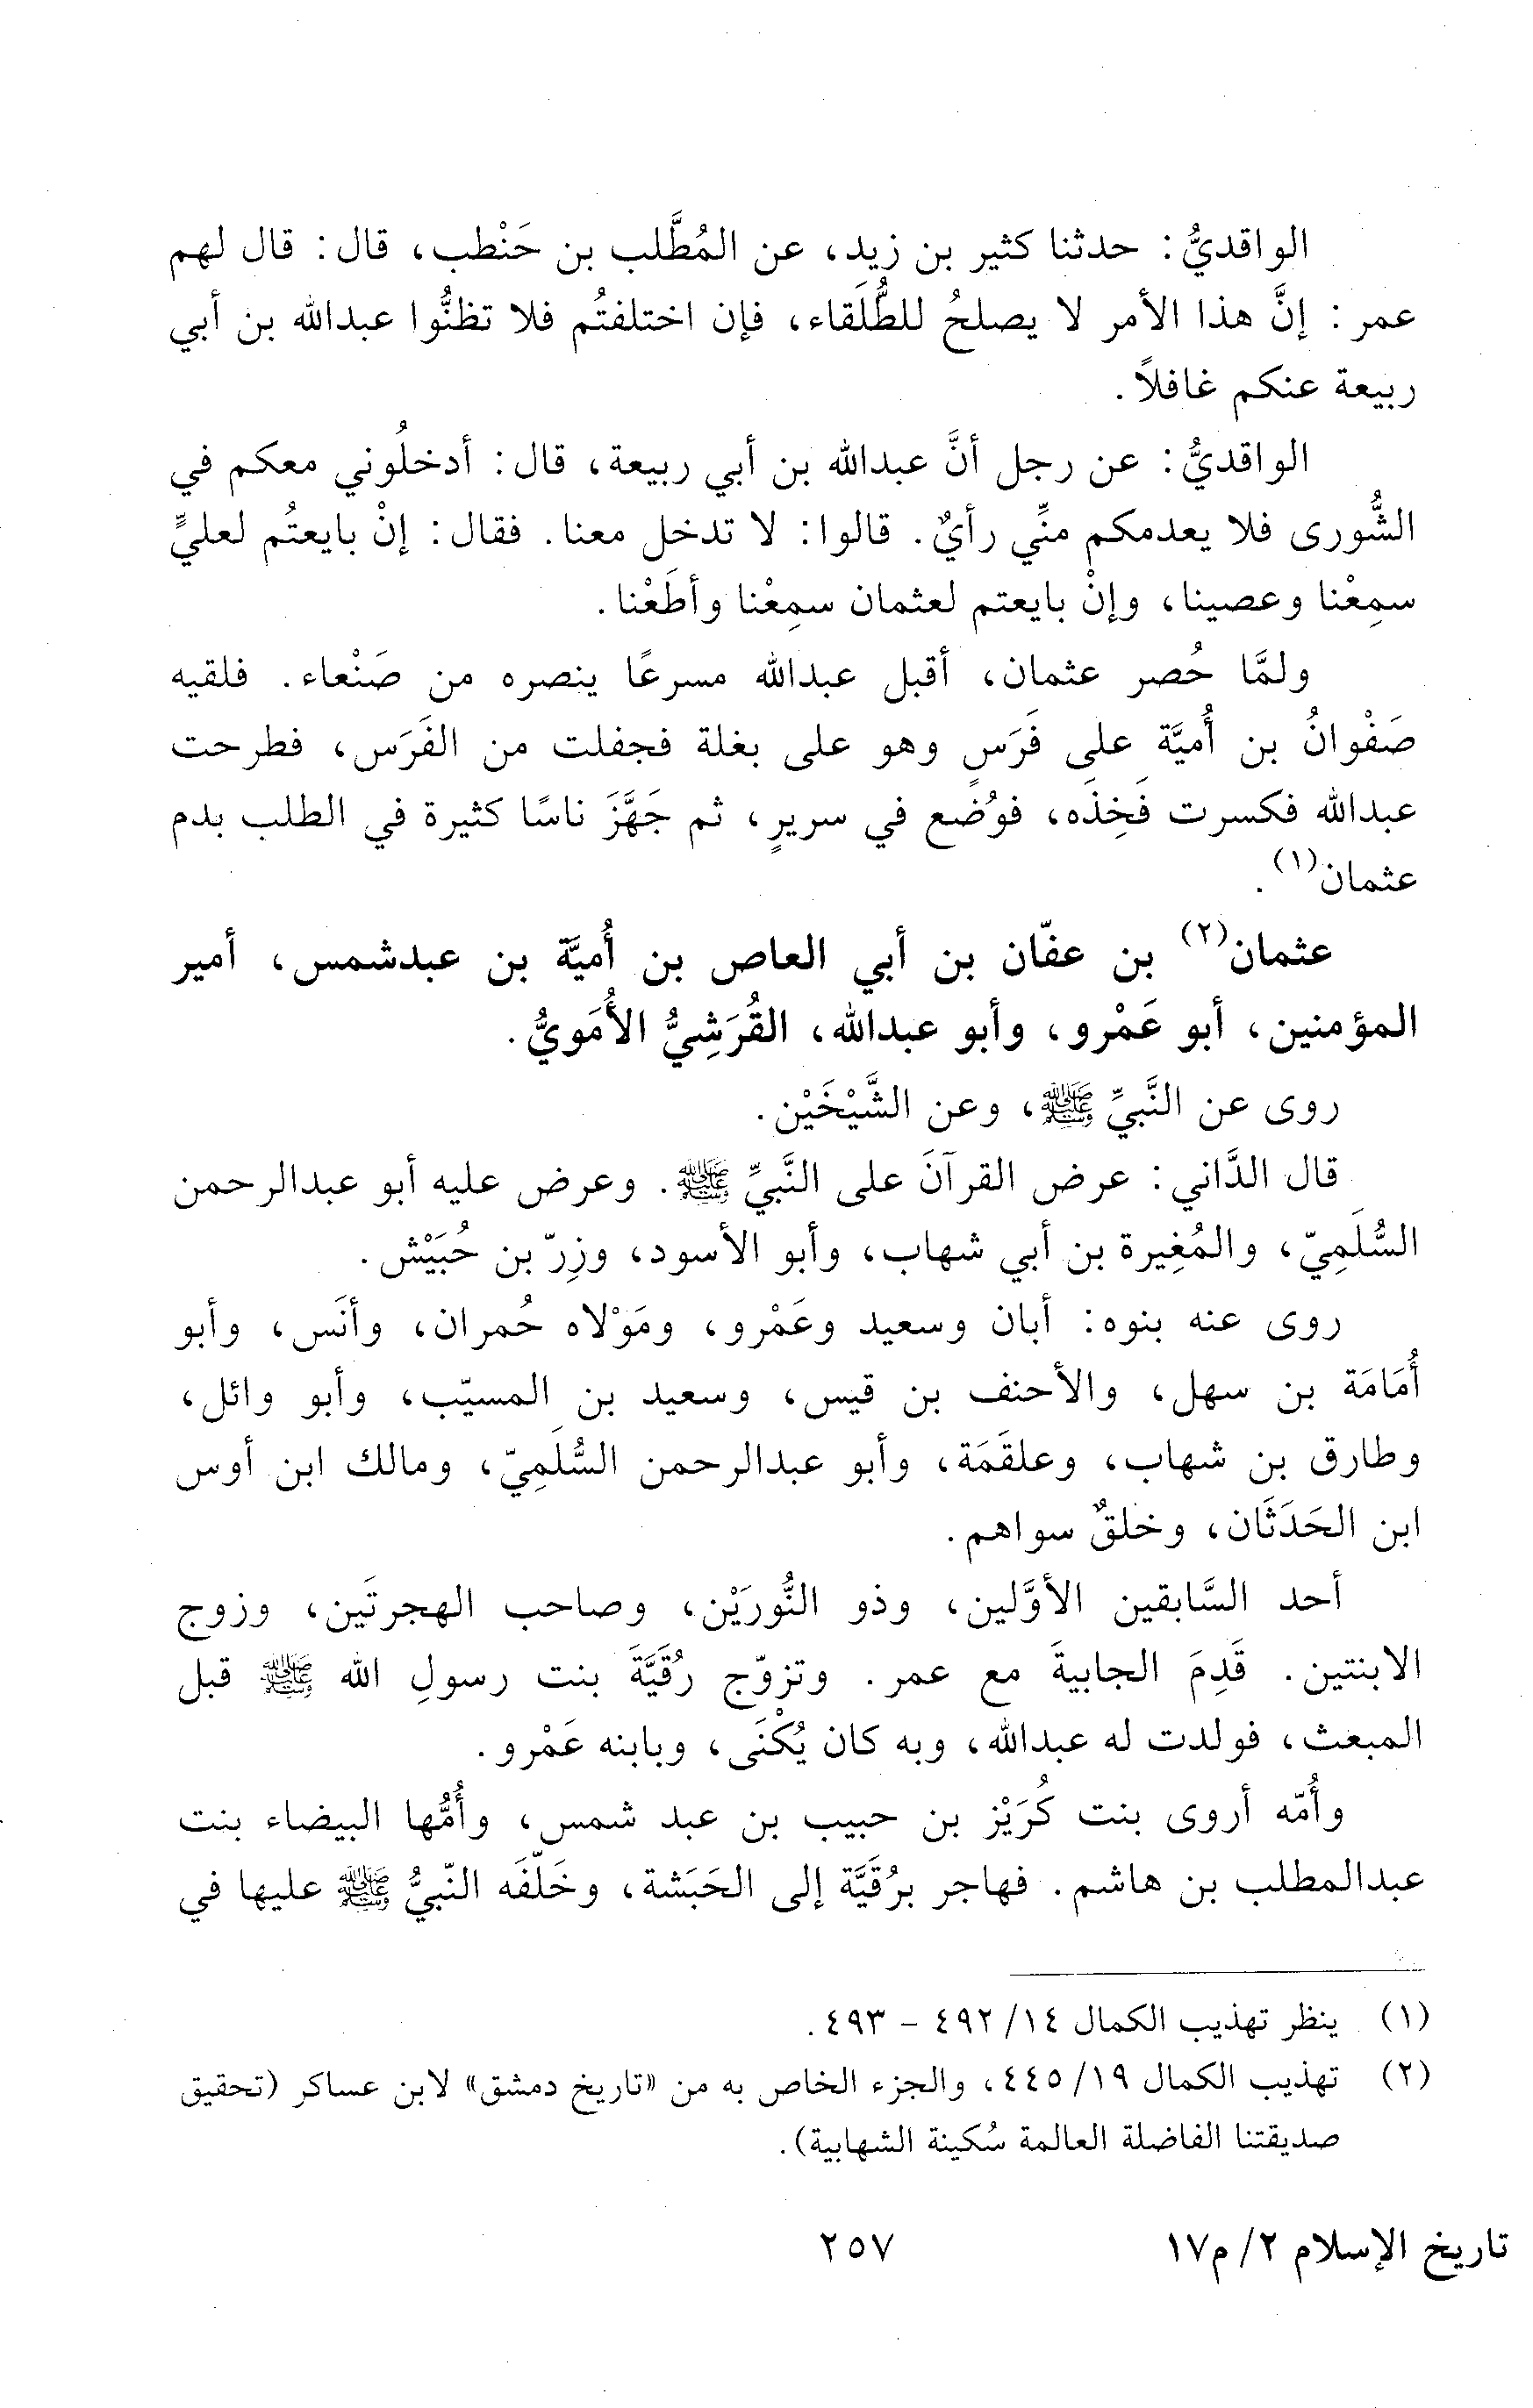 الواقديُّ: حدثنا كثير بن زيد، عن المُطَّلب بن حَنْطب، قال: قال لهم
عمر: إنَّ هذا الأمر لا يصلحُ للطُّلَقاء، فإن اختلفتُم فلا تظنُّوا عبدالله بن أبي
ربيعة عنكم غافلاً.
الواقديُّ: عن رجل أنَّ عبدالله بن أبي ربيعة، قال: أدخلُوني معكم في
الشُّورى فلا يعدمكم منِّي رأيٌ. قالوا: لا تدخل معنا. فقال: إنْ بايعتُم لعليٍّ
سمِعْنا وعصينا، وإنْ بايعتم لعثمان سمِعْنا وأطَعْنا.
ولمَّا حُصر عثمان، أقبل عبدالله مسرعًا ينصره من صَنْعاء. فلقيه
صَفْوانُ بن أُميَّة على فَرَسٍ وهو على بغلة فجفلت من الفَرَس، فطرحت
عبدالله فكسرت فَخِذَه، فوُضع في سريرٍ، ثم جَهَّزَ ناسًا كثيرة في الطلب بدم
عثمان(١).
عثمان(٢) بن عفّان بن أبي العاص بن أُميَّة بن عبدشمس، أمير
المؤمنين، أبو عَمْرو، وأبو عبدالله، القُرَشِيُّ الأُمَويُّ.
روى عن النَّبيِّ ﷺ، وعن الشَّيْخَيْن.
قال الدَّاني: عرض القرآنَ على النَّبيِّ ﷺ. وعرض عليه أبو عبدالرحمن
السُّلَمِيّ، والمُغِيرة بن أبي شهاب، وأبو الأسود، وزِرّ بن حُبَيْش.
روى عنه بنوه: أبان وسعيد وعَمْرو، ومَوْلاه حُمران، وأنَس، وأبو
أُمَامَة بن سهل، والأحنف بن قيس، وسعيد بن المسيّب، وأبو وائل،
وطارق بن شهاب، وعلقَمَة، وأبو عبدالرحمن السُّلَمِيّ، ومالك ابن أوس
ابن الحَدَثَان، وخلقٌ سواهم.
أحد السَّابقين الأوَّلين، وذو النُّورَيْن، وصاحب الهجرتَين، وزوج
الابنتين. قَدِمَ الجابيةَ مع عمر. وتزوّج رُقَيَّةَ بنت رسولِ الله ﷺ قبل
المبعث، فولدت له عبدالله، وبه كان يُكْنَى، وبابنه عَمْرو.
وأُمّه أروى بنت كُرَيْز بن حبيب بن عبد شمس، وأُمُّها البيضاء بنت
عبدالمطلب بن هاشم. فهاجر برُقَيَّة إلى الحَبَشة، وخَلّفَه النّبيُّ ﷺ عليها في
(١) ينظر تهذيب الكمال ١٤/ ٤٩٢ - ٤٩٣.
(٢) تهذيب الكمال ١٩/ ٤٤٥، والجزء الخاص به من «تاريخ دمشق» لابن عساكر (تحقيق
صديقتنا الفاضلة العالمة سُكينة الشهابية).
تاريخ الإسلام ٢/ م١٧
٢٥٧